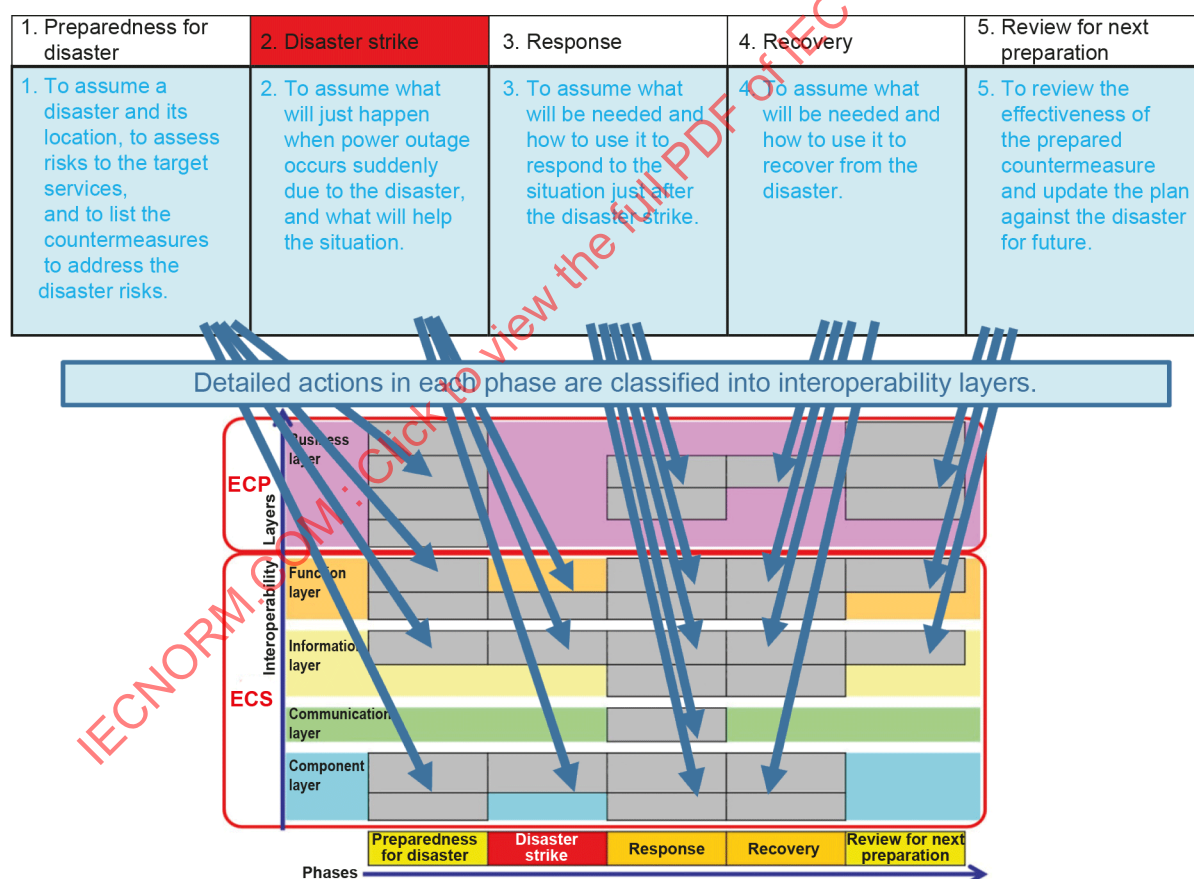 1. Preparedness for
disaster
2. Disaster strike
3. Response
4. Recovery
5. Review for next
preparation
1. To assume a
disaster and its
location, to assess
risks to the target
services,
and to list the
countermeasures
to address the
disaster risks.
2. To assume what
will just happen
when power outage
occurs suddenly
due to the disaster,
and what will help
the situation.
3. To assume what
will be needed and
how to use it to
respond to the
situation just after
the disaster strike.
4. To assume what
will be needed and
how to use it to
recover from the
disaster.
5. To review the
effectiveness of
the prepared
countermeasure
and update the plan
against the disaster
for future.
Detailed actions in each phase are classified into interoperability layers.
ECP
ECS
Interoperability Layers
Business
layer
Function
layer
Information
layer
Communication
layer
Component
layer
Preparedness
for disaster
Disaster
strike
Response
Recovery
Review for next
preparation
Phases
IECNORM.COM : Click to view the full PDF of IEC